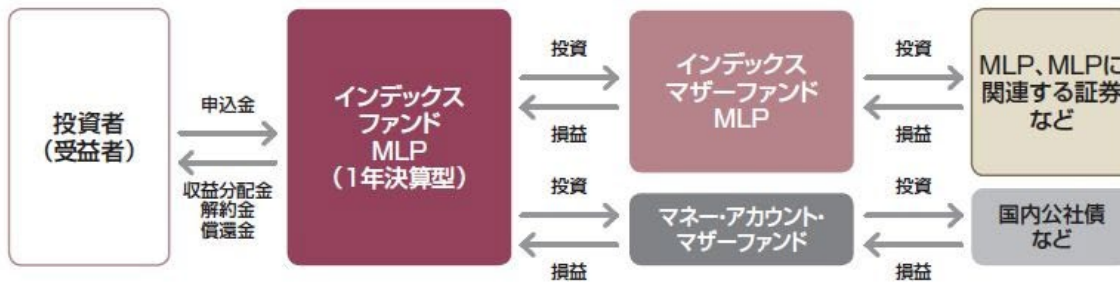 投資者
（受益者）
申込金
収益分配金
解約金
償還金
インデックス
ファンド
MLP
（1年決算型）
投資
損益
投資
損益
インデックス
マザーファンド
MLP
マネー・アカウント・
マザーファンド
投資
損益
投資
損益
MLP、MLPに
関連する証券
など
国内公社債
など